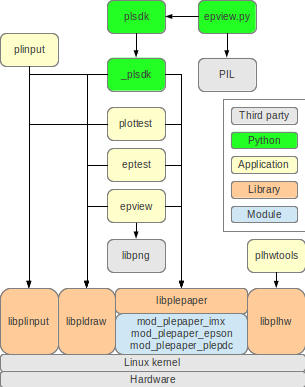 plsdk
epview.py
plinput
_plsdk
PIL
Third party
plottest
Python
Application
eptest
Library
Module
epview
libpng
plhwtools
libplinput
libpldraw
libplepaper
libplhw
mod_plepaper_imx
mod_plepaper_epson
mod_plepaper_plepdc
Linux kernel
Hardware